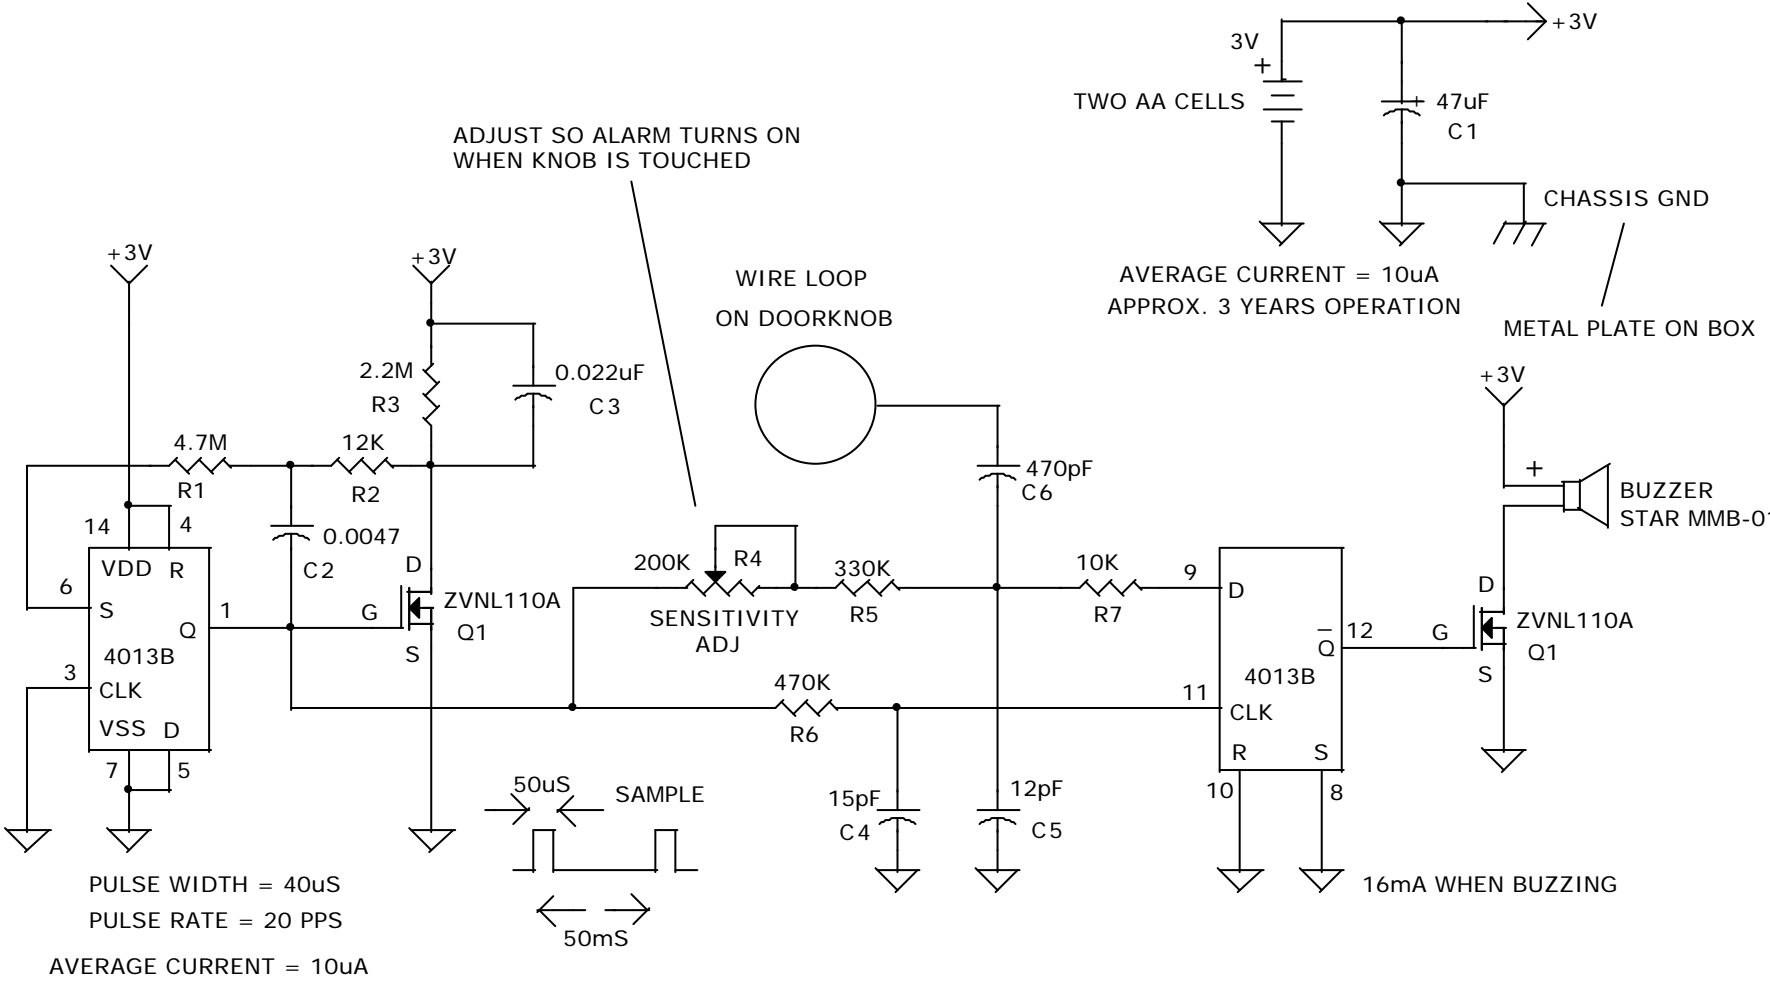 +3V
3V
+
TWO AA CELLS
+
47uF
C1
CHASSIS GND
AVERAGE CURRENT = 10uA
APPROX. 3 YEARS OPERATION
METAL PLATE ON BOX
ADJUST SO ALARM TURNS ON
WHEN KNOB IS TOUCHED
+3V
+3V
WIRE LOOP
ON DOORKNOB
2.2M
R3
0.022uF
C3
4.7M
R1
12K
R2
14
4
0.0047
C2
VDD R
6
S
1
Q
4013B
3
CLK
VSS D
7
5
D
G
S
ZVNL110A
Q1
200K
R4
SENSITIVITY
ADJ
330K
R5
470pF
C6
10K
R7
9
D
470K
R6
11
CLK
4013B
Q
12
R
S
10
8
15pF
C4
12pF
C5
+3V
+
BUZZER
STAR MMB-01
D
G
S
ZVNL110A
Q1
50uS
SAMPLE
50mS
16mA WHEN BUZZING
PULSE WIDTH = 40uS
PULSE RATE = 20 PPS
AVERAGE CURRENT = 10uA